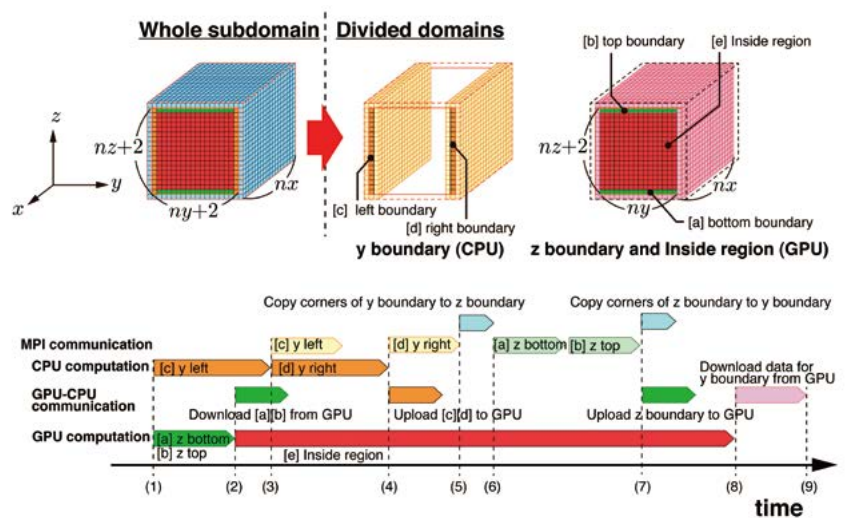 Whole subdomain
Divided domains
[b] top boundary
[e] Inside region
z
nz+2
y
x
ny+2
nx
[c] left boundary
[d] right boundary
y boundary (CPU)
nz+2
ny
nx
[a] bottom boundary
z boundary and Inside region (GPU)
Copy corners of y boundary to z boundary
Copy corners of z boundary to y boundary
MPI communication
[c] y left
[d] y right
[a] z bottom
[b] z top
CPU computation
[c] y left
[d] y right
Download data for
y boundary from GPU
GPU-CPU
communication
Download [a][b] from GPU
Upload [c][d] to GPU
Upload z boundary to GPU
GPU computation
[a] z bottom
[b] z top
[e] Inside region
(1)
(2)
(3)
(4)
(5)
(6)
(7)
(8)
(9)
time